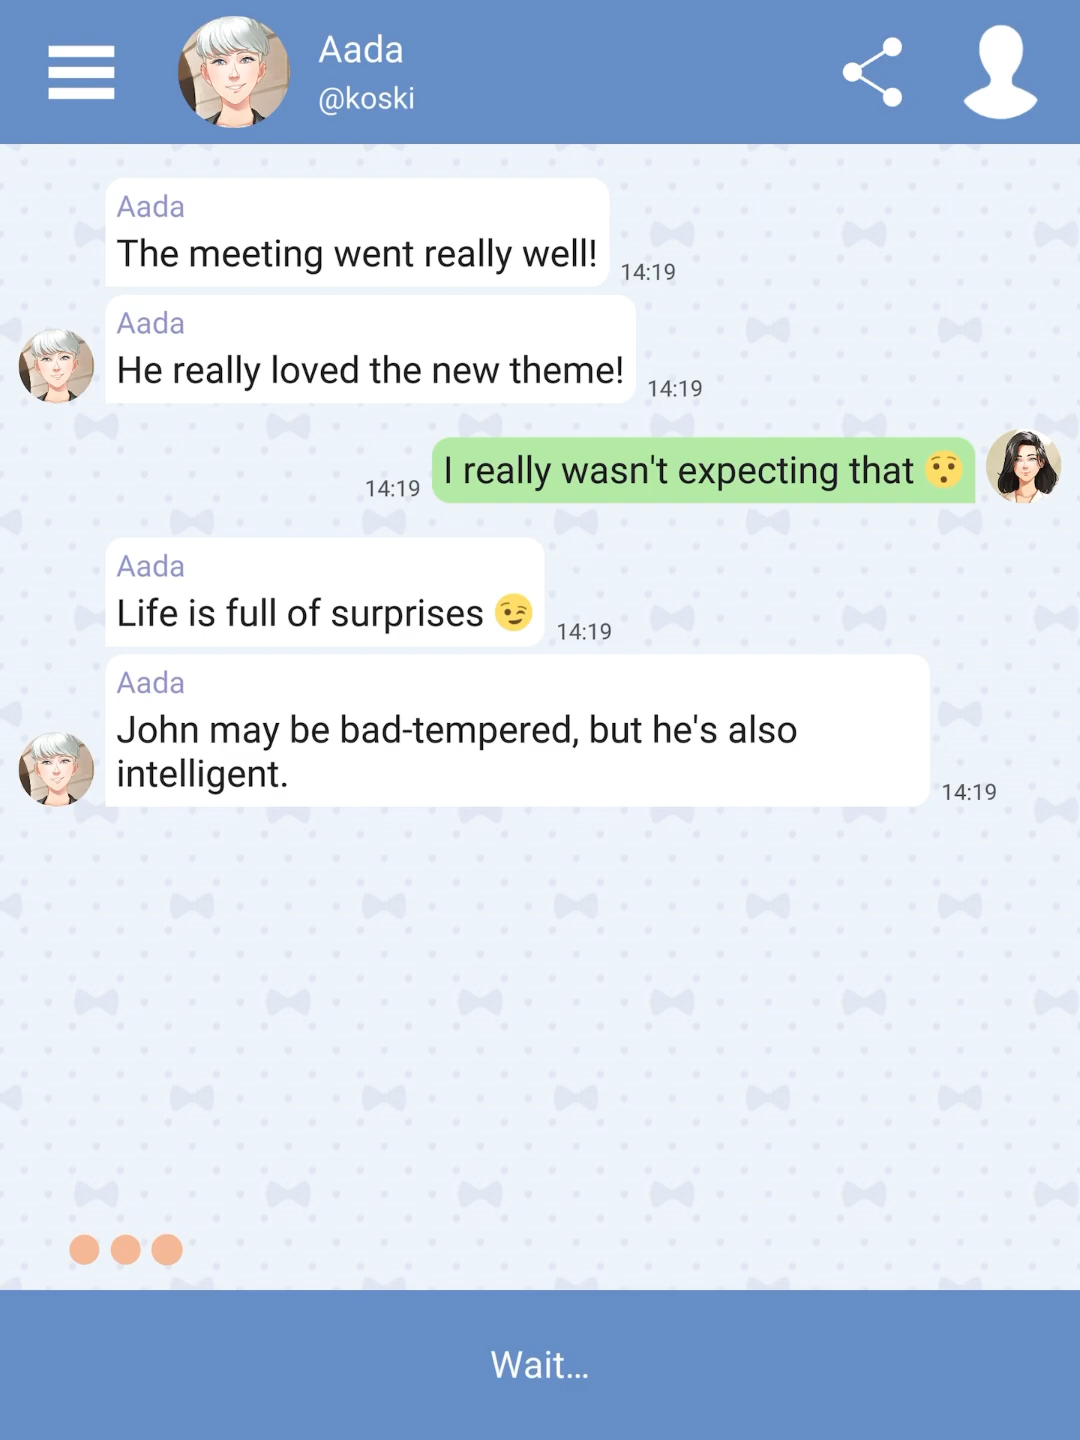 Aada
@koski
Aada
The meeting went really well!
14:19
Aada
He really loved the new theme!
14:19
I really wasn't expecting that 😯
14:19
Aada
Life is full of surprises 😉
14:19
Aada
John may be bad-tempered, but he's also
intelligent.
14:19
Wait...